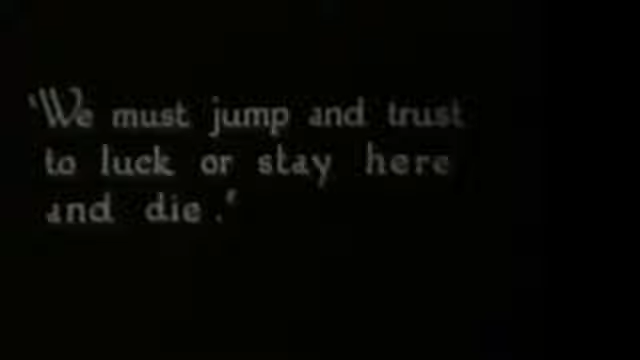 "We must jump and trust
to luck or stay here
and die."